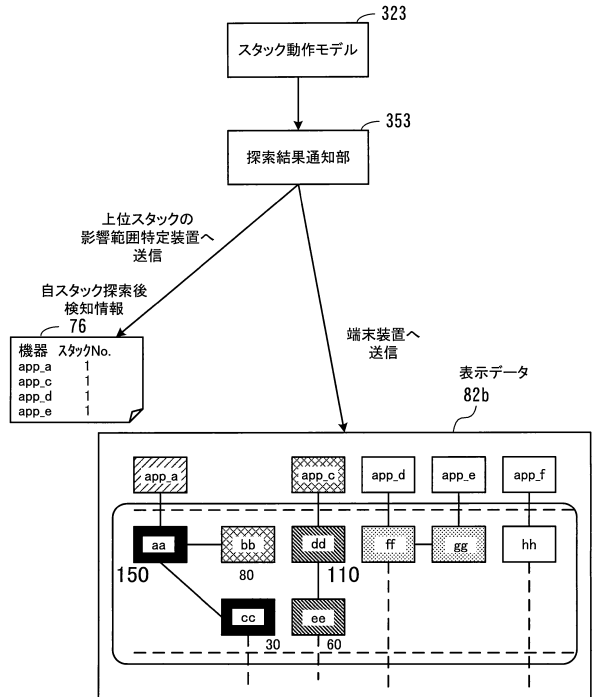 323
スタック動作モデル
353
探索結果通知部
上位スタックの
影響範囲特定装置へ
送信
自スタック探索後
検知情報
76
機器 スタックNo.
app_a 1
app_c 1
app_d 1
app_e 1
端末装置へ
送信
表示データ
82b
app_a app_c app_d app_e app_f
aa bb dd ff gg hh
150 80 110
cc ee
30 60